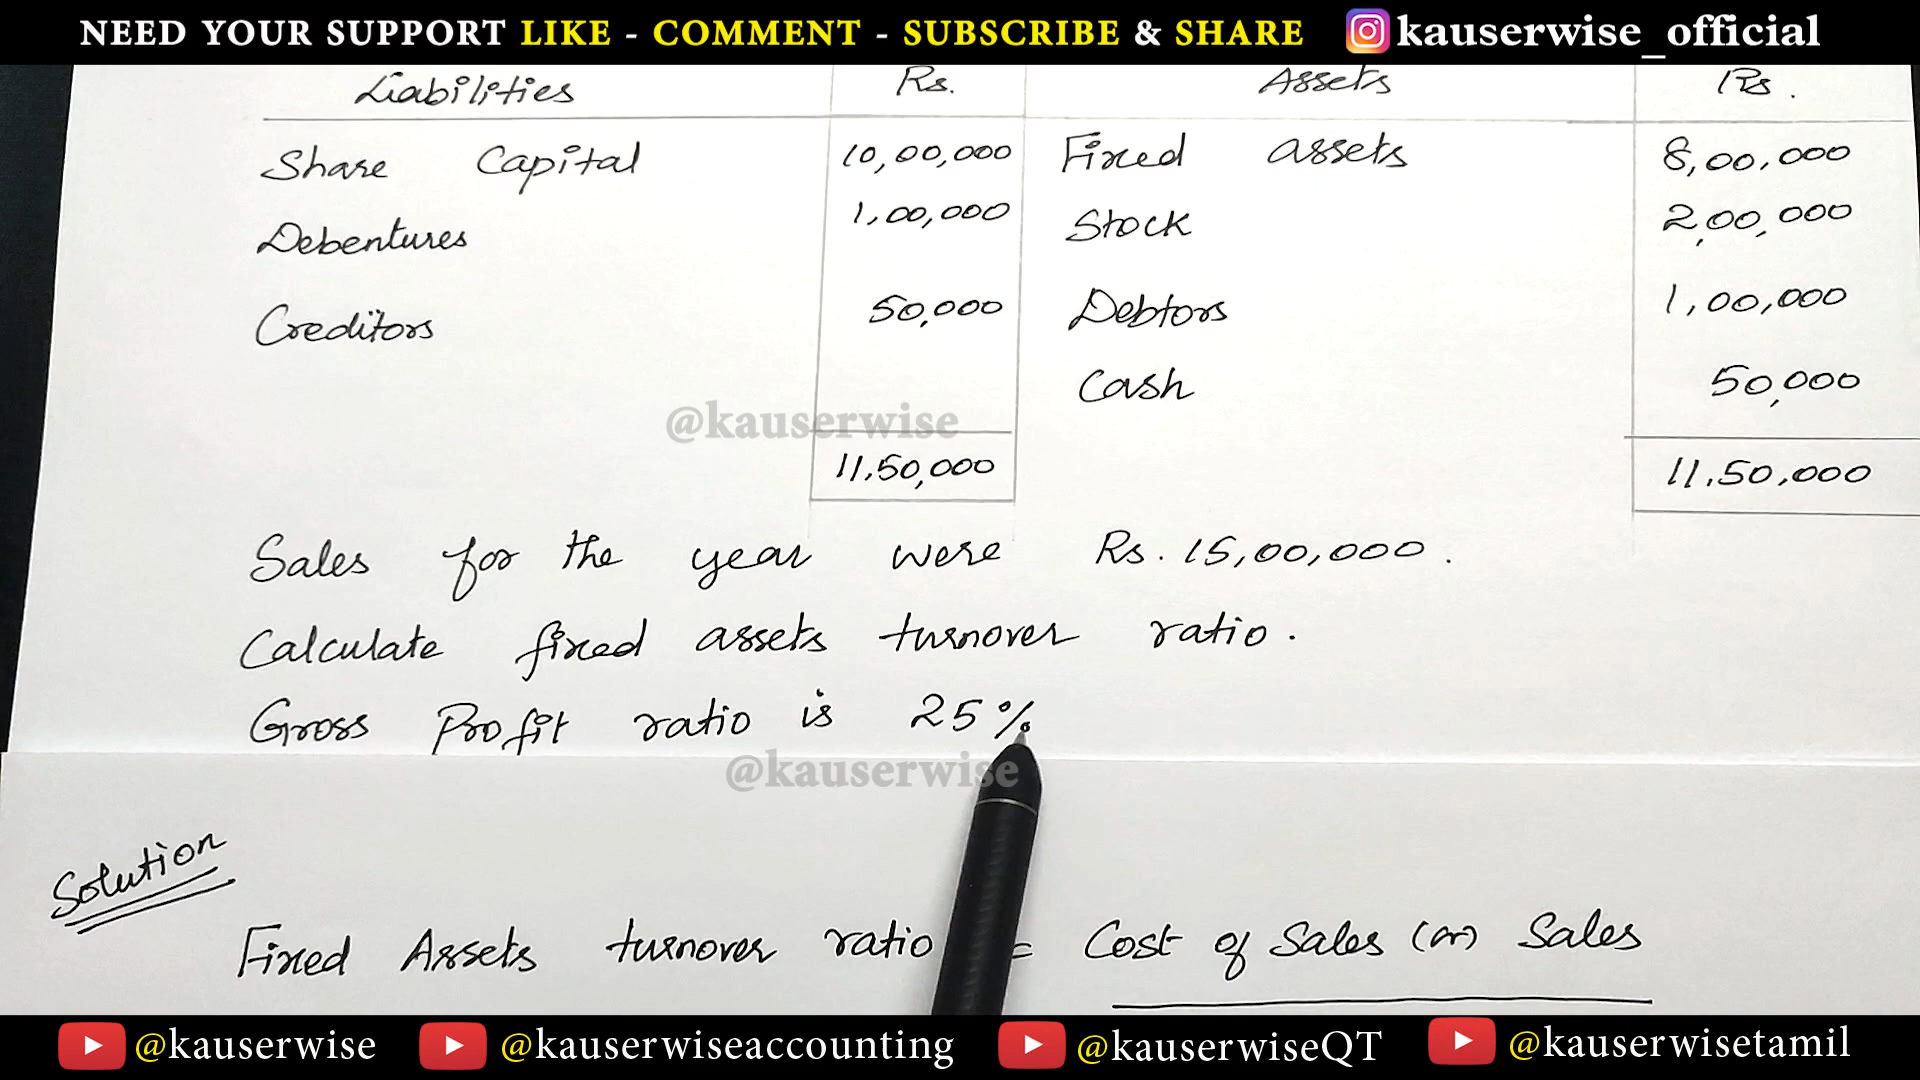 NEED YOUR SUPPORT LIKE - COMMENT - SUBSCRIBE & SHARE kauserwise_official
Liabilities Rs. Assets Rs.
Share Capital 10,00,000 Fixed assets 8,00,000
Debentures 1,00,000 Stock 2,00,000
Creditors 50,000 Debtors 1,00,000
Cash 50,000
@kauserwise
11,50,000 11,50,000
Sales for the year were Rs. 15,00,000.
Calculate fixed assets turnover ratio.
Gross Profit ratio is 25%
@kauserwise
Solution
Fixed Assets turnover ratio = Cost of Sales (or) Sales
@kauserwise @kauserwiseaccounting @kauserwiseQT @kauserwisetamil